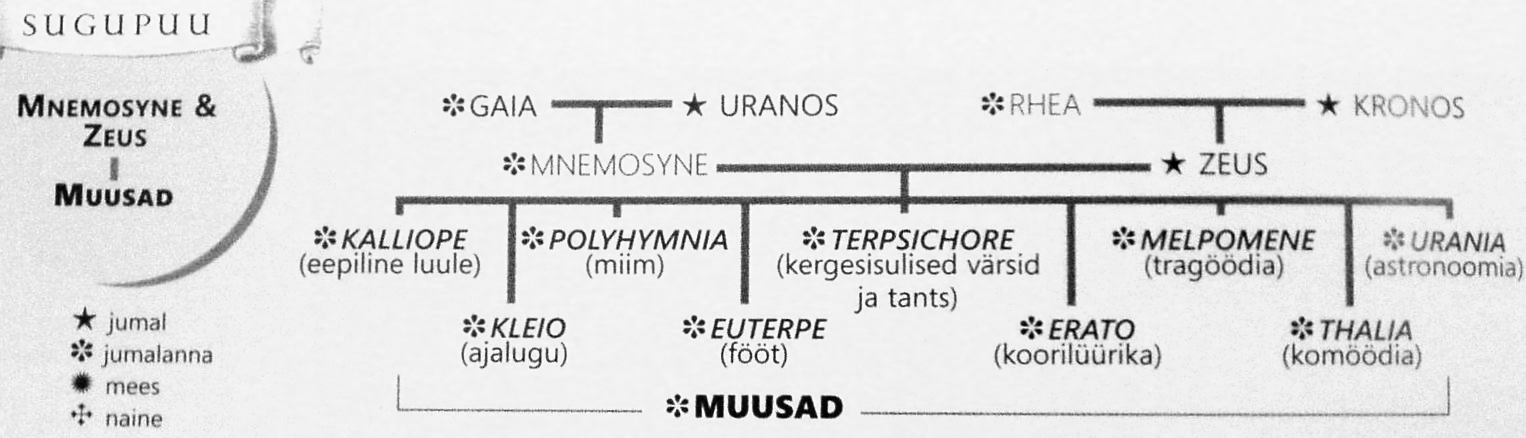 SUGUPUU
MNEMOSYNE &
ZEUS
MUUSAD
★ jumal
✻ jumalanna
✹ mees
✣ naine
✻GAIA ★ URANOS ✻RHEA ★ KRONOS
✻MNEMOSYNE ★ ZEUS
✻KALLIOPE ✻POLYHYMNIA ✻TERPSICHORE ✻MELPOMENE ✻URANIA
(eepiline luule) (miim) (kergesisulised värsid (tragöödia) (astronoomia)
ja tants)
✻KLEIO ✻EUTERPE ✻ERATO ✻THALIA
(ajalugu) (fööt) (koorilüürika) (komöödia)
✻MUUSAD